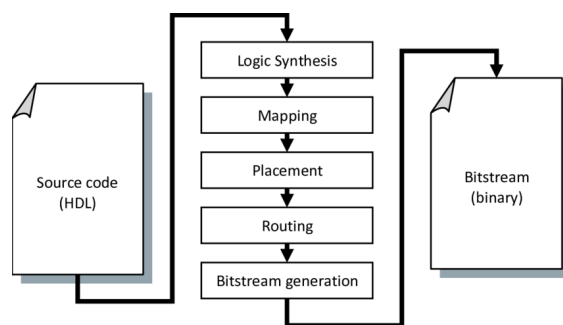 Source code
(HDL)
Logic Synthesis
Mapping
Placement
Routing
Bitstream generation
Bitstream
(binary)